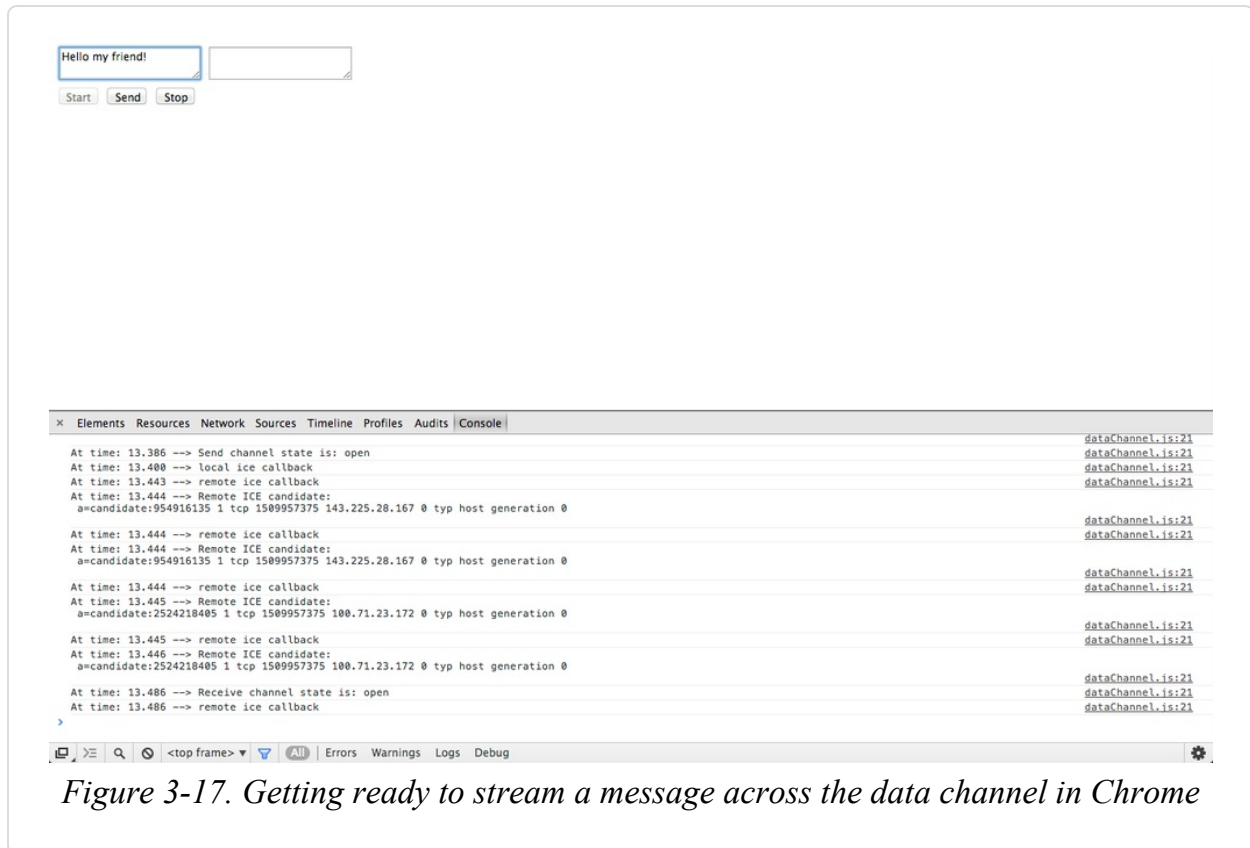 Hello my friend!
Start Send Stop
× Elements Resources Network Sources Timeline Profiles Audits Console
dataChannel.js:21
At time: 13.386 --> Send channel state is: open dataChannel.js:21
At time: 13.400 --> local ice callback dataChannel.js:21
At time: 13.443 --> remote ice callback dataChannel.js:21
At time: 13.444 --> Remote ICE candidate:
a=candidate:954916135 1 tcp 1509957375 143.225.28.167 0 typ host generation 0
dataChannel.js:21
At time: 13.444 --> remote ice callback dataChannel.js:21
At time: 13.444 --> Remote ICE candidate:
a=candidate:954916135 1 tcp 1509957375 143.225.28.167 0 typ host generation 0
dataChannel.js:21
At time: 13.444 --> remote ice callback dataChannel.js:21
At time: 13.445 --> Remote ICE candidate:
a=candidate:2524218405 1 tcp 1509957375 100.71.23.172 0 typ host generation 0
dataChannel.js:21
At time: 13.445 --> remote ice callback dataChannel.js:21
At time: 13.446 --> Remote ICE candidate:
a=candidate:2524218405 1 tcp 1509957375 100.71.23.172 0 typ host generation 0
dataChannel.js:21
At time: 13.486 --> Receive channel state is: open dataChannel.js:21
At time: 13.486 --> remote ice callback dataChannel.js:21
>
<top frame> ▼ All | Errors Warnings Logs Debug
Figure 3-17. Getting ready to stream a message across the data channel in Chrome